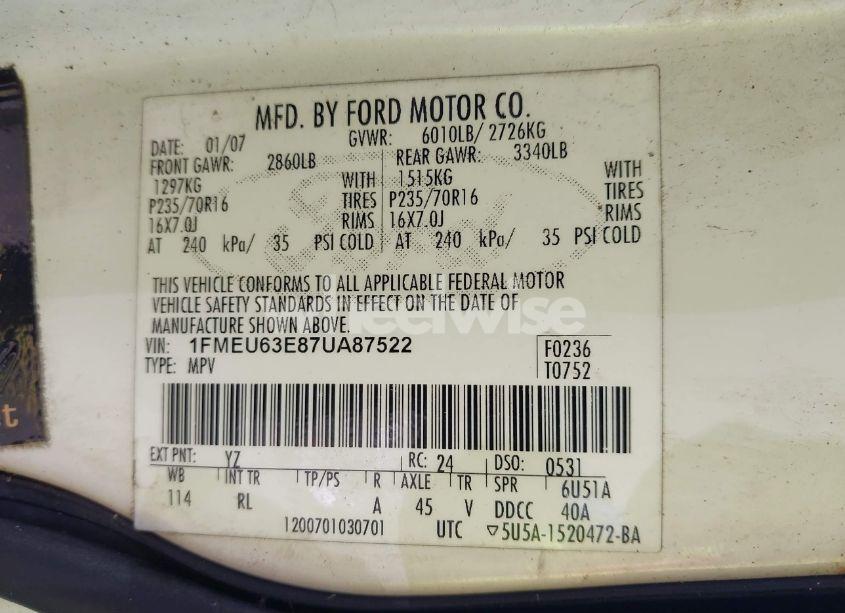 MFD. BY FORD MOTOR CO.
DATE: 01/07 GVWR: 6010LB/ 2726KG
FRONT GAWR: 2860LB REAR GAWR: 3340LB
1297KG WITH 1515KG WITH
P235/70R16 TIRES P235/70R16 TIRES
16X7.0J RIMS 16X7.0J RIMS
AT 240 kPa/ 35 PSI COLD AT 240 kPa/ 35 PSI COLD
THIS VEHICLE CONFORMS TO ALL APPLICABLE FEDERAL MOTOR
VEHICLE SAFETY STANDARDS IN EFFECT ON THE DATE OF
MANUFACTURE SHOWN ABOVE.
VIN: 1FMEU63E87UA87522 F0236
TYPE: MPV T0752
EXT PNT: YZ RC: 24 DSO: 0531
WB INT TR TP/PS R AXLE TR SPR 6U51A
114 RL A 45 V DDCC 40A
1200701030701 UTC ▽5U5A-1520472-BA